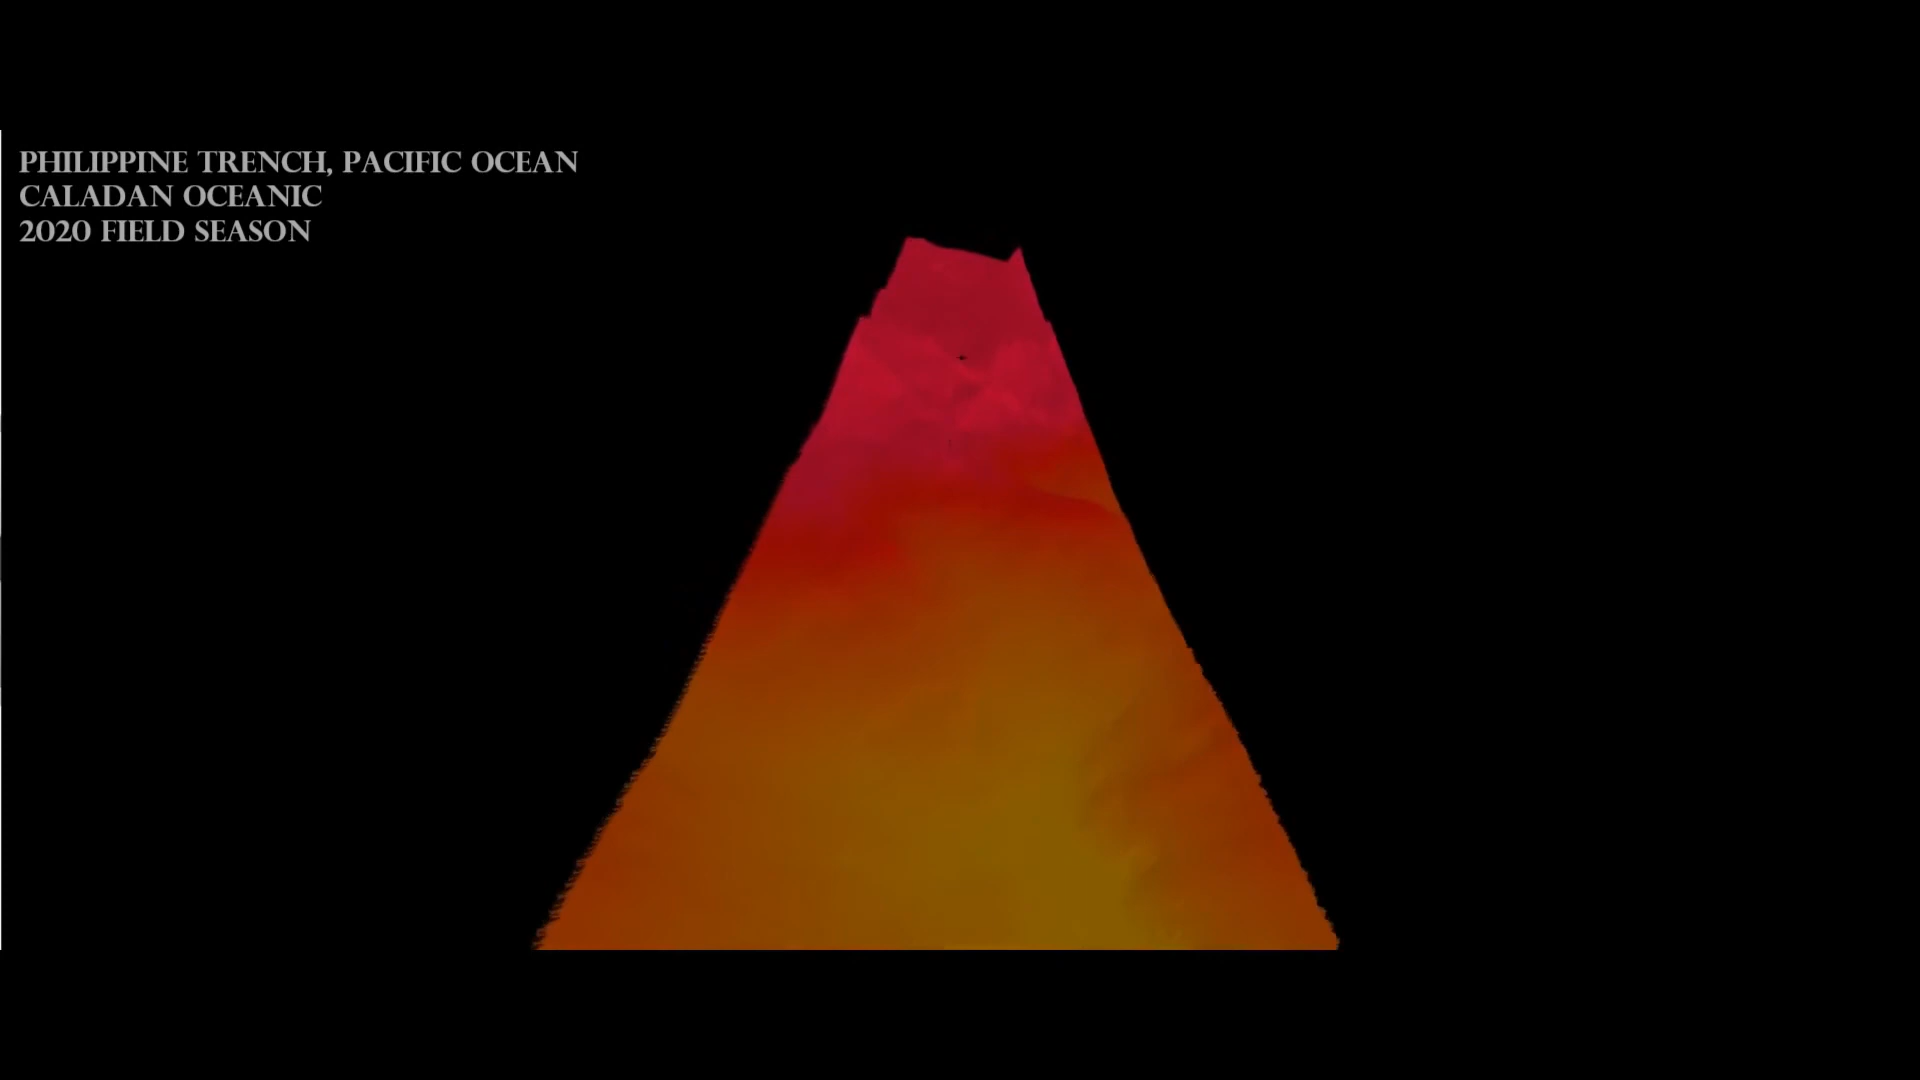 PHILIPPINE TRENCH, PACIFIC OCEAN
CALADAN OCEANIC
2020 FIELD SEASON